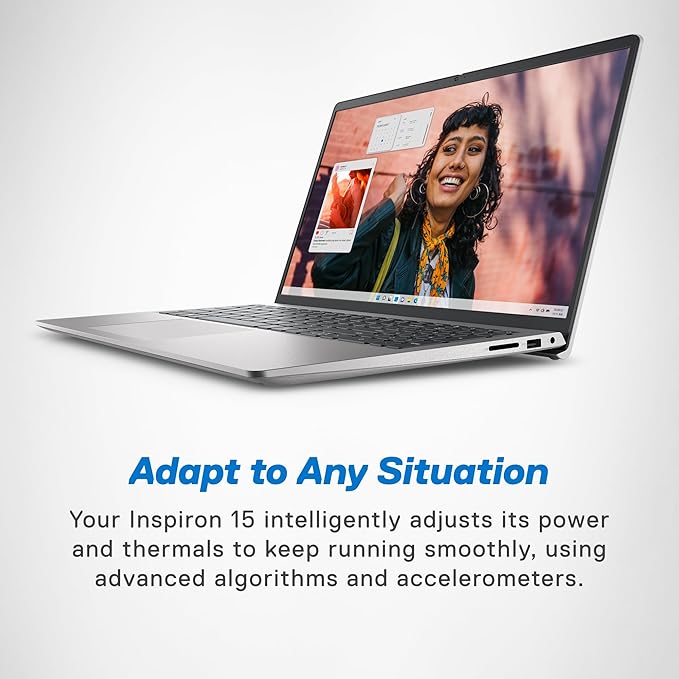 Adapt to Any Situation
Your Inspiron 15 intelligently adjusts its power
and thermals to keep running smoothly, using
advanced algorithms and accelerometers.